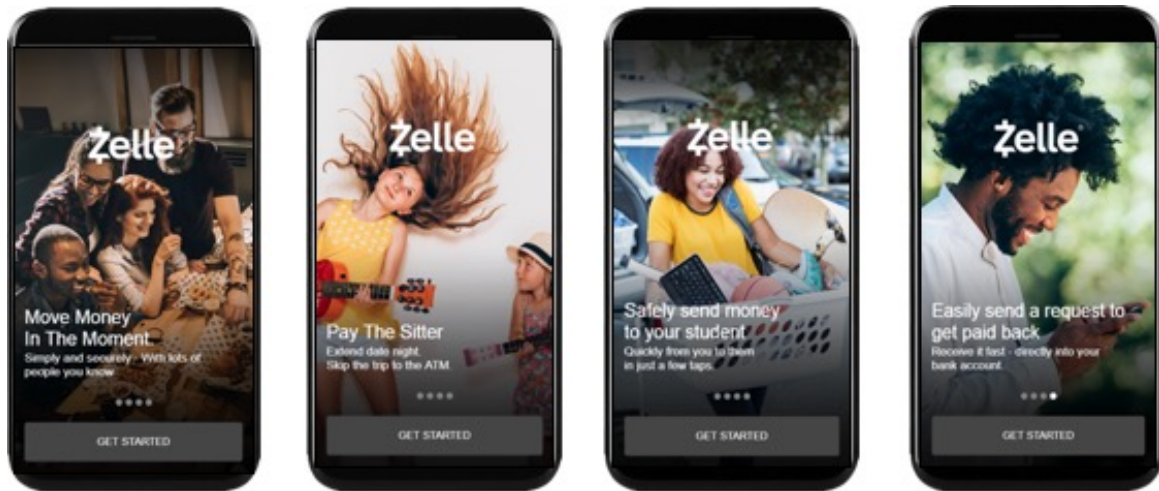 Zelle
Move Money
In The Moment
Simply and securely - With lots of
people you know
GET STARTED
Zelle
Pay The Sitter
Extend date night.
Skip the trip to the ATM.
GET STARTED
Zelle
Safely send money
to your student
Quickly from you to them
in just a few taps.
GET STARTED
Zelle
Easily send a request to
get paid back
Receive it fast - directly into your
bank account.
GET STARTED